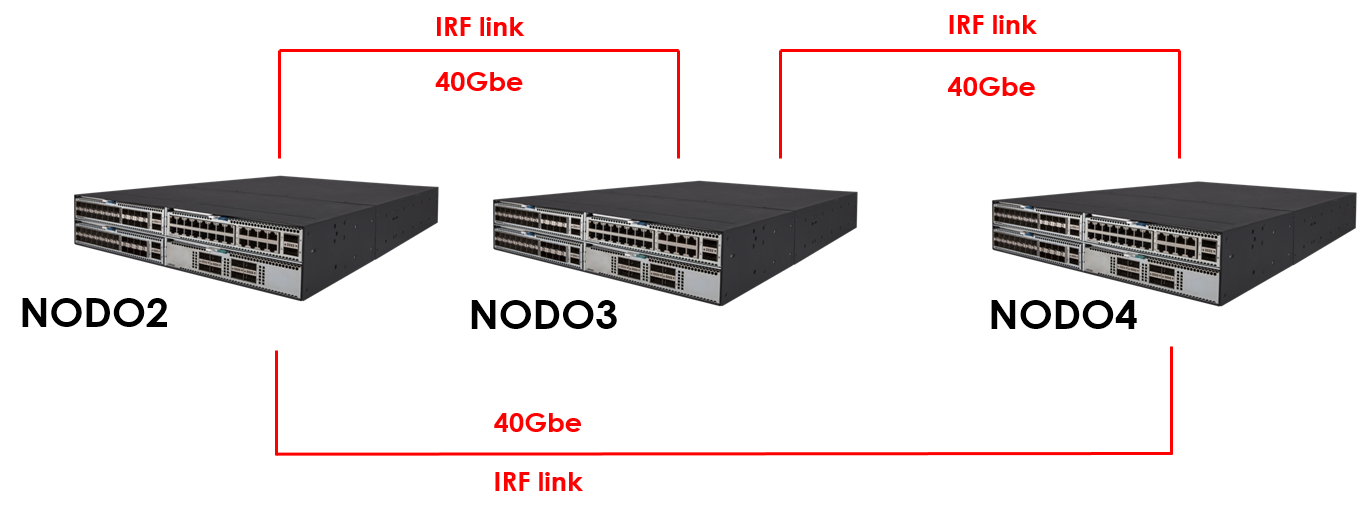 IRF link
40Gbe
IRF link
40Gbe
NODO2
NODO3
NODO4
40Gbe
IRF link